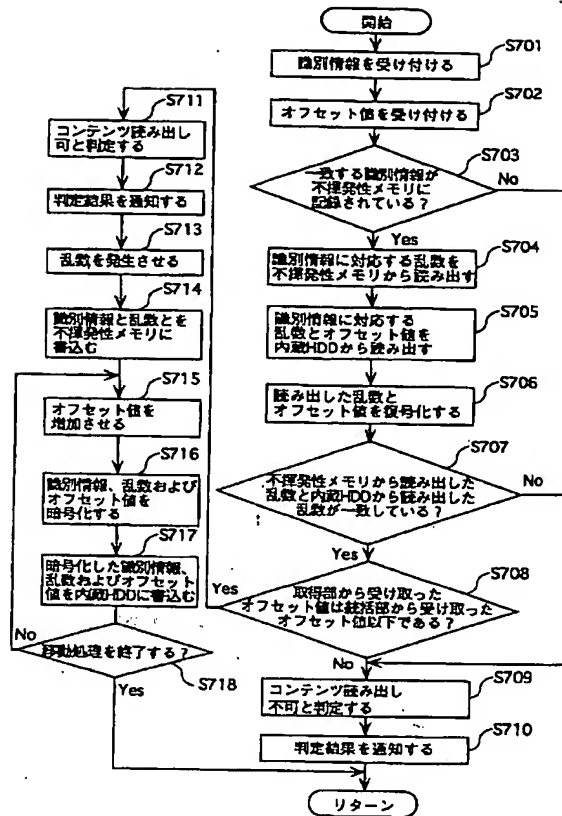 開始
S701
識別情報を受け付ける
S702
オフセット値を受け付ける
S703
一致する識別情報が
不揮発性メモリに
記録されている？
No
Yes
S704
識別情報に対応する乱数を
不揮発性メモリから読み出す
S705
識別情報に対応する
乱数とオフセット値を
内蔵HDDから読み出す
S706
読み出した乱数と
オフセット値を復号化する
S707
不揮発性メモリから読み出した
乱数と内蔵HDDから読み出した
乱数が一致している？
No
Yes
S708
取得部から受け取った
オフセット値は統括部から受け取った
オフセット値以下である？
Yes
No
S709
コンテンツ読み出し
不可と判定する
S710
判定結果を通知する
リターン
S711
コンテンツ読み出し
可と判定する
S712
判定結果を通知する
S713
乱数を発生させる
S714
識別情報と乱数とを
不揮発性メモリに
書込む
S715
オフセット値を
増加させる
S716
識別情報、乱数および
オフセット値を
暗号化する
S717
暗号化した識別情報、
乱数およびオフセット
値を内蔵HDDに書込む
No
移動処理を終了する？
S718
Yes